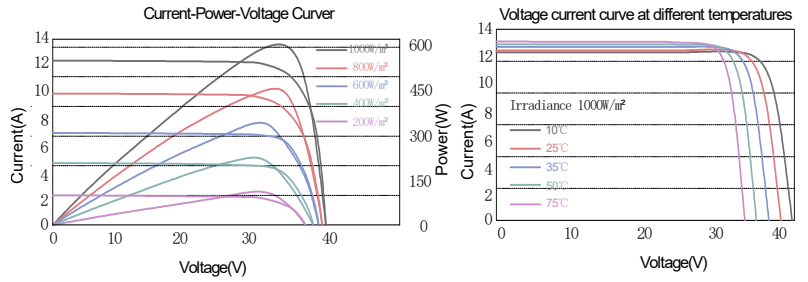 Current-Power-Voltage Curver
Current(A)
14
12
10
8
6
4
2
0
0
10
20
30
40
Voltage(V)
600
450
300
150
0
Power(W)
1000W/m²
800W/m²
600W/m²
400W/m²
200W/m²
Voltage current curve at different temperatures
Current(A)
14
12
10
8
6
4
2
0
0
10
20
30
40
Voltage(V)
Irradiance 1000W/m²
10℃
25℃
35℃
50℃
75℃